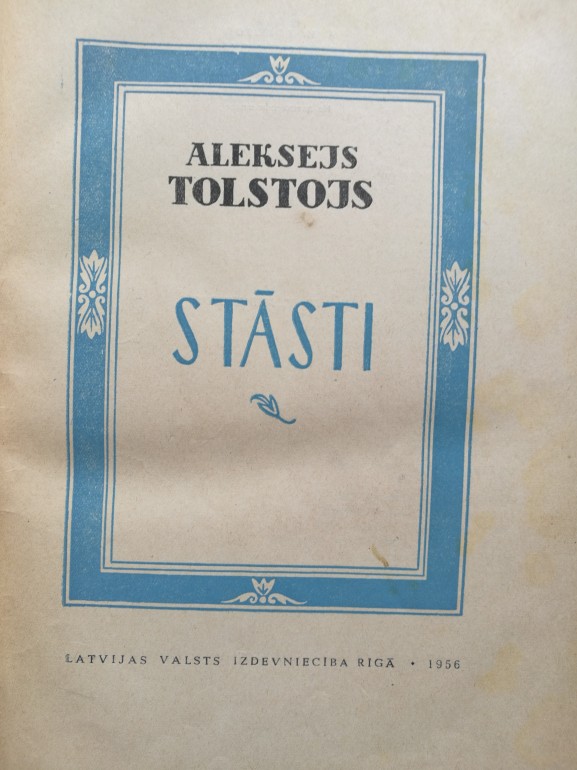 ALEKSEJS
TOLSTOJS
STĀSTI
LATVIJAS VALSTS IZDEVNIECĪBA RĪGĀ • 1956